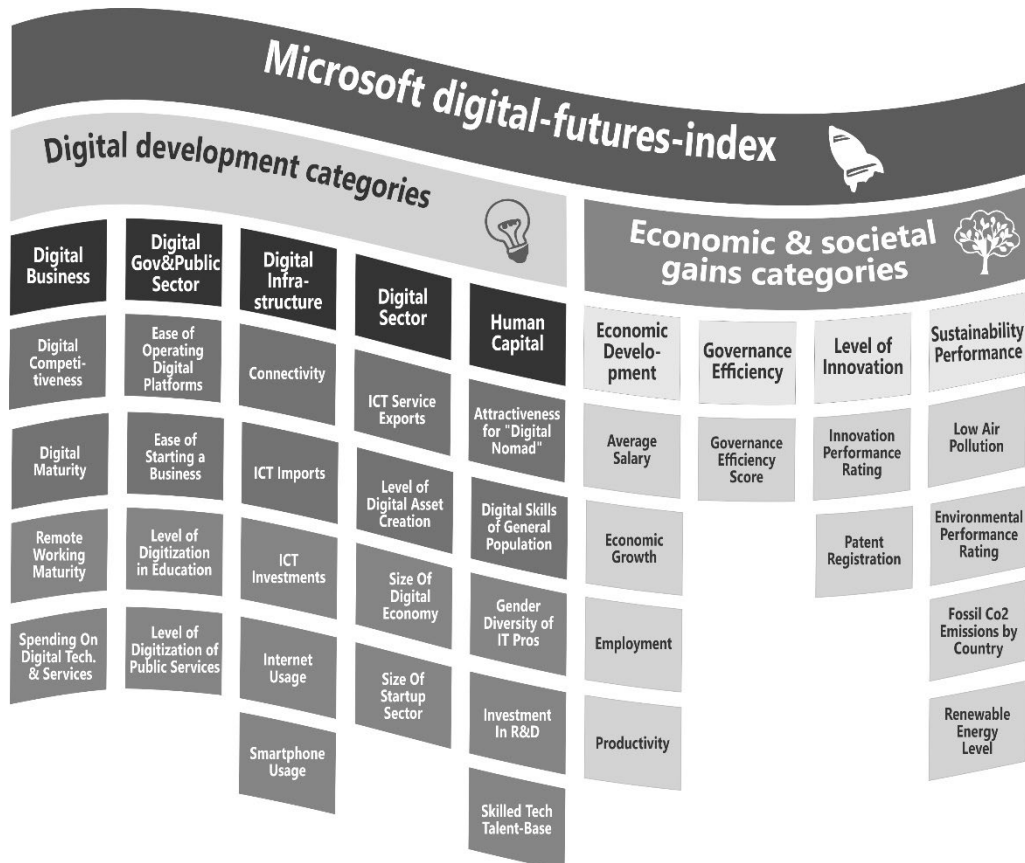 Microsoft digital-futures-index
Digital development categories
Economic & societal
gains categories
Digital
Business
Digital
Competi-
tiveness
Digital
Maturity
Remote
Working
Maturity
Spending On
Digital Tech.
& Services
Digital
Gov&Public
Sector
Ease of
Operating
Digital
Platforms
Ease of
Starting a
Business
Level of
Digitization
in Education
Level of
Digitization of
Public Services
Digital
Infra-
structure
Connectivity
ICT Imports
ICT
Investments
Internet
Usage
Smartphone
Usage
Digital
Sector
ICT Service
Exports
Level of
Digital Asset
Creation
Size Of
Digital
Economy
Size Of
Startup
Sector
Human
Capital
Attractiveness
for "Digital
Nomad"
Digital Skills
of General
Population
Gender
Diversity of
IT Pros
Investment
In R&D
Skilled Tech
Talent-Base
Economic
Develo-
pment
Average
Salary
Economic
Growth
Employment
Productivity
Governance
Efficiency
Governance
Efficiency
Score
Level of
Innovation
Innovation
Performance
Rating
Patent
Registration
Sustainability
Performance
Low Air
Pollution
Environmental
Performance
Rating
Fossil Co2
Emissions by
Country
Renewable
Energy
Level